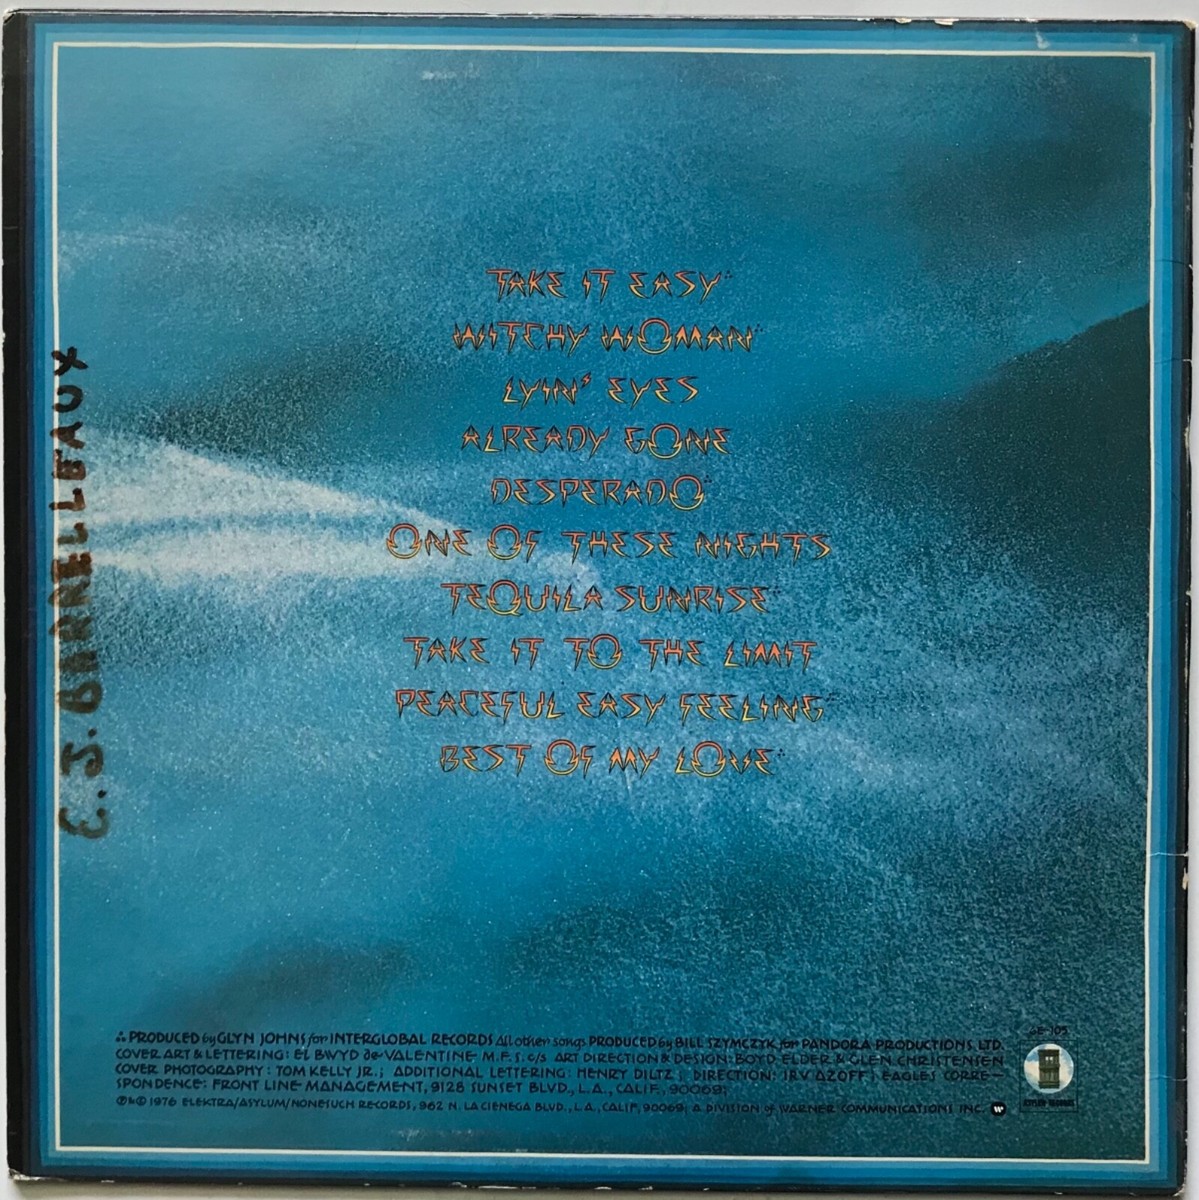 TAKE IT EASY∴
WITCHY WOMAN∴
LYIN' EYES
ALREADY GONE
DESPERADO∴
ONE OF THESE NIGHTS
TEQUILA SUNRISE∴
TAKE IT TO THE LIMIT
PEACEFUL EASY FEELING∴
BEST OF MY LOVE∴
E. J. BARRELLEAUX
∴ PRODUCED by GLYN JOHNS for INTERGLOBAL RECORDS All other songs PRODUCED by BILL SZYMCZYK for PANDORA PRODUCTIONS, LTD.
COVER ART & LETTERING: EL BWYD de VALENTINE M.F.S. c/s ART DIRECTION & DESIGN: BOYD ELDER & GLEN CHRISTENSEN
COVER PHOTOGRAPHY: TOM KELLY JR.; ADDITIONAL LETTERING: HENRY DILTZ; DIRECTION: IRV AZOFF; EAGLES CORRE-
SPONDENCE: FRONT LINE MANAGEMENT, 9128 SUNSET BLVD., L.A., CALIF., 90069;
℗ & © 1976 ELEKTRA/ASYLUM/NONESUCH RECORDS, 962 N. LA CIENEGA BLVD., L.A., CALIF. 90069; A DIVISION of WARNER COMMUNICATIONS INC.
6E-105
ASYLUM RECORDS